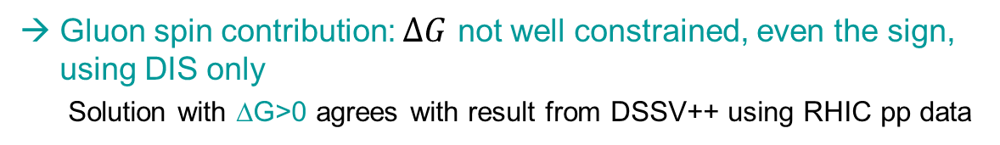 → Gluon spin contribution: Δ𝐺 not well constrained, even the sign,
using DIS only
Solution with ΔG>0 agrees with result from DSSV++ using RHIC pp data